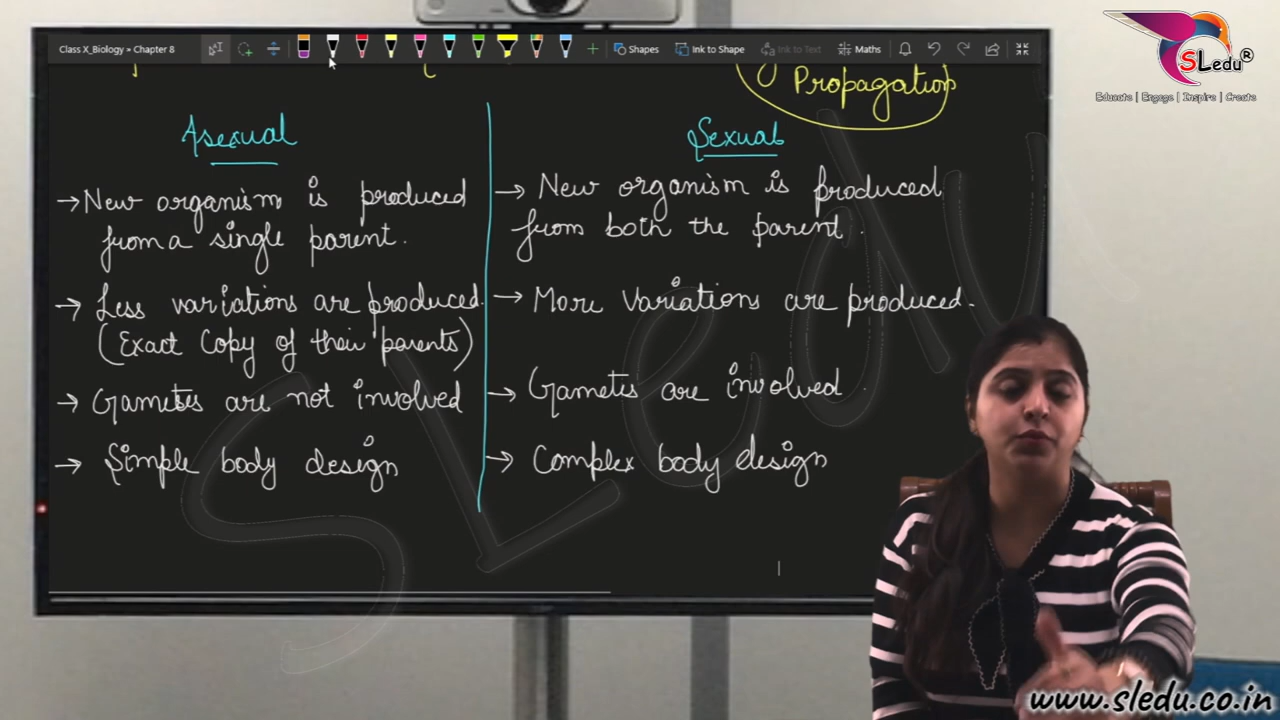 SLedu®
Educate | Engage | Inspire | Create
Class X_Biology » Chapter 8
Shapes
Ink to Shape
Ink to Text
Maths
Propagation
Asexual
→ New organism is produced
from a single parent.
→ Less variations are produced.
(Exact Copy of their parents)
→ Gametes are not involved
→ Simple body design
Sexual
→ New organism is produced
from both the parent.
→ More variations are produced.
→ Gametes are involved.
→ Complex body design
SLedu
www.sledu.co.in